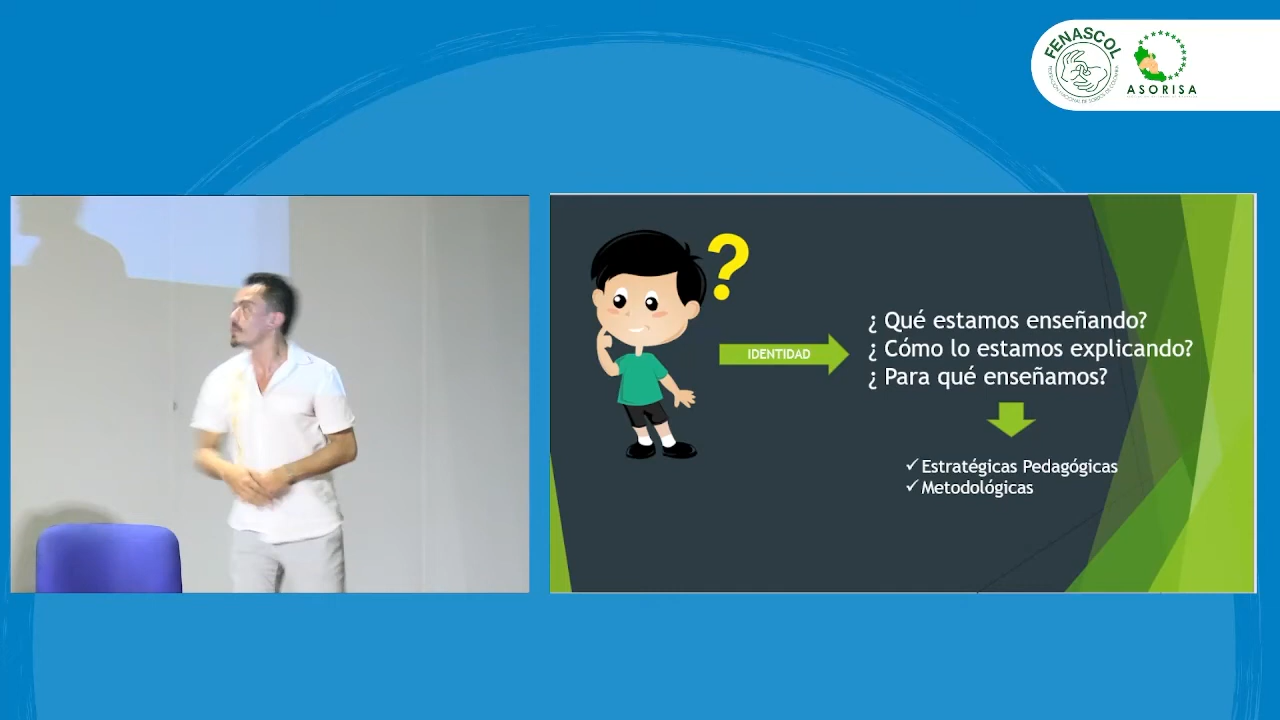 FENASCOL
ASORISA
IDENTIDAD
¿ Qué estamos enseñando?
¿ Cómo lo estamos explicando?
¿ Para qué enseñamos?
✓Estratégicas Pedagógicas
✓Metodológicas